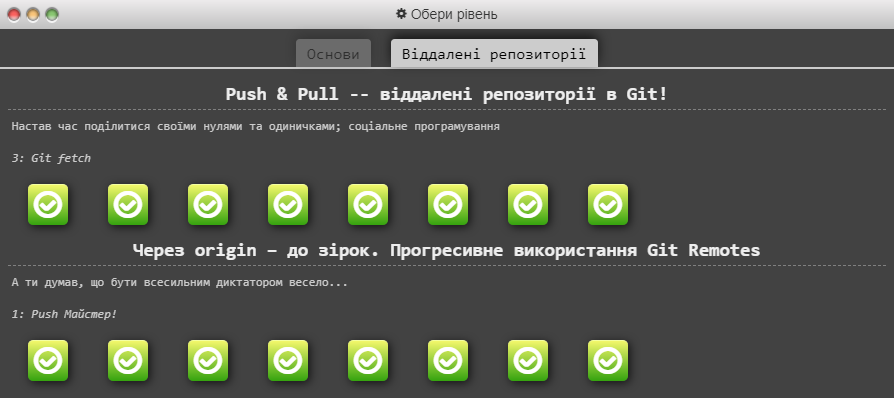 Обери рівень
Основи
Віддалені репозиторії
Push & Pull -- віддалені репозиторії в Git!
Настав час поділитися своїми нулями та одиничками; соціальне програмування
3: Git fetch
Через origin – до зірок. Прогресивне використання Git Remotes
А ти думав, що бути всесильним диктатором весело...
1: Push Майстер!